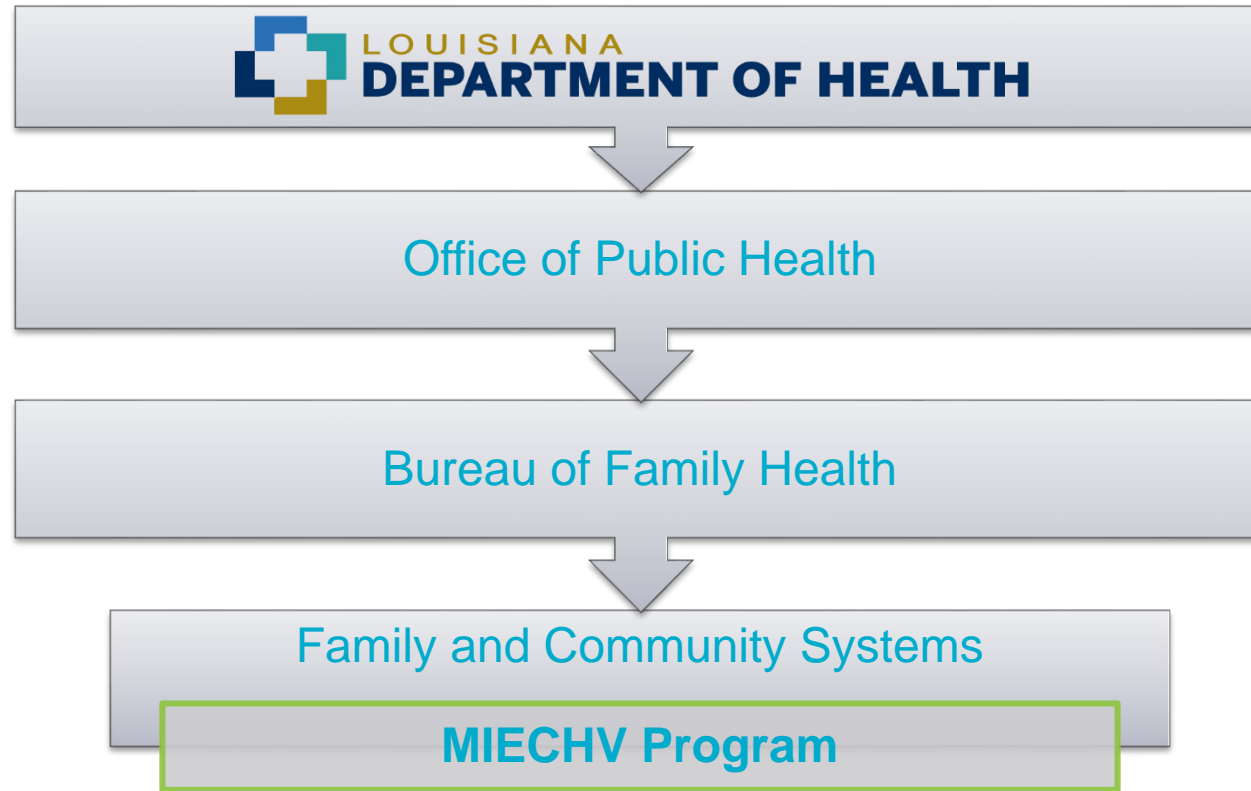 LOUISIANA
DEPARTMENT OF HEALTH
Office of Public Health
Bureau of Family Health
Family and Community Systems
MIECHV Program